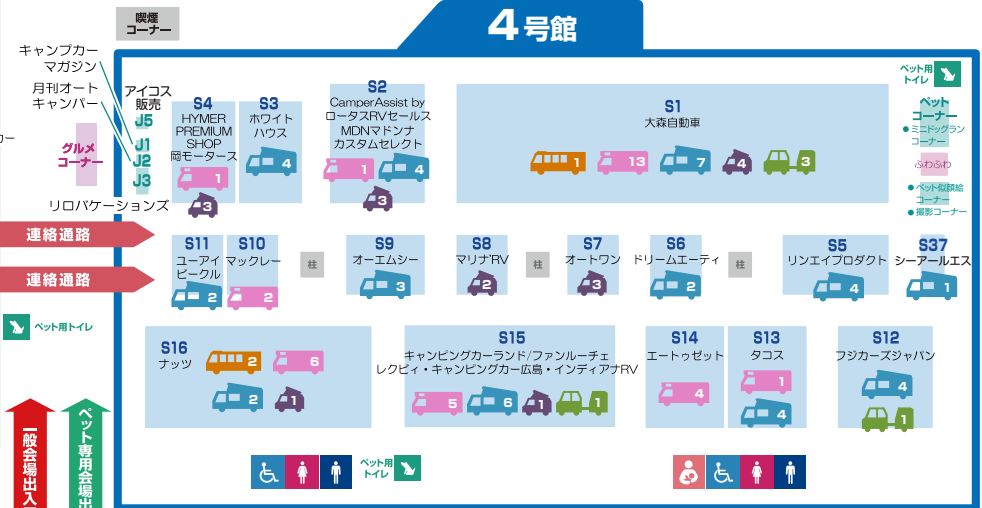 喫煙
コーナー
4号館
キャンプカー
マガジン
月刊オート
キャンパー
アイコス
販売
J5
J1
J2
J3
カー
グルメ
コーナー
リロバケーションズ
S4
HYMER
PREMIUM
SHOP
岡モータース
1
3
S3
ホワイト
ハウス
4
S2
CamperAssist by
ロータスRVセールス
MDNマドンナ
カスタムセレクト
1
4
3
S1
大森自動車
1
13
7
4
3
ペット用
トイレ
ペット
コーナー
●ミニドッグラン
コーナー
ふわふわ
●ペット似顔絵
コーナー
●撮影コーナー
連絡通路
連絡通路
S11
ユーアイ
ビークル
2
S10
マックレー
2
柱
S9
オーエムシー
3
S8
マリナ'RV
2
柱
S7
オートワン
3
S6
ドリームエーティ
2
柱
S5
リンエイプロダクト
4
S37
シーアールエス
1
ペット用トイレ
S16
ナッツ
2
6
2
1
S15
キャンピングカーランド/ファンルーチェ
レクビィ・キャンピングカー広島・インディアナRV
5
6
1
1
S14
エートゥゼット
4
S13
タコス
1
4
S12
フジカーズジャパン
4
1
一般会場出入
ペット専用会場出
ペット用
トイレ